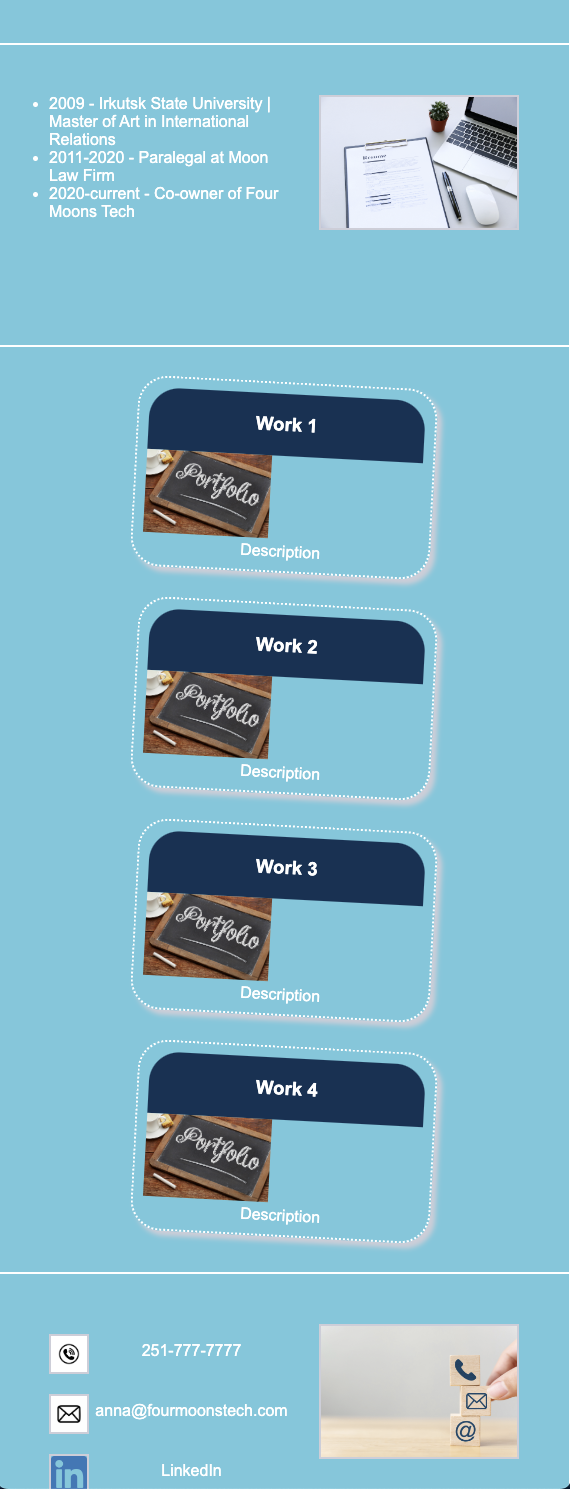 2009 - Irkutsk State University |
Master of Art in International
Relations
2011-2020 - Paralegal at Moon
Law Firm
2020-current - Co-owner of Four
Moons Tech
Resume
Work 1
Portfolio
Description
Work 2
Portfolio
Description
Work 3
Portfolio
Description
Work 4
Portfolio
Description
251-777-7777
anna@fourmoonstech.com
@
in
LinkedIn